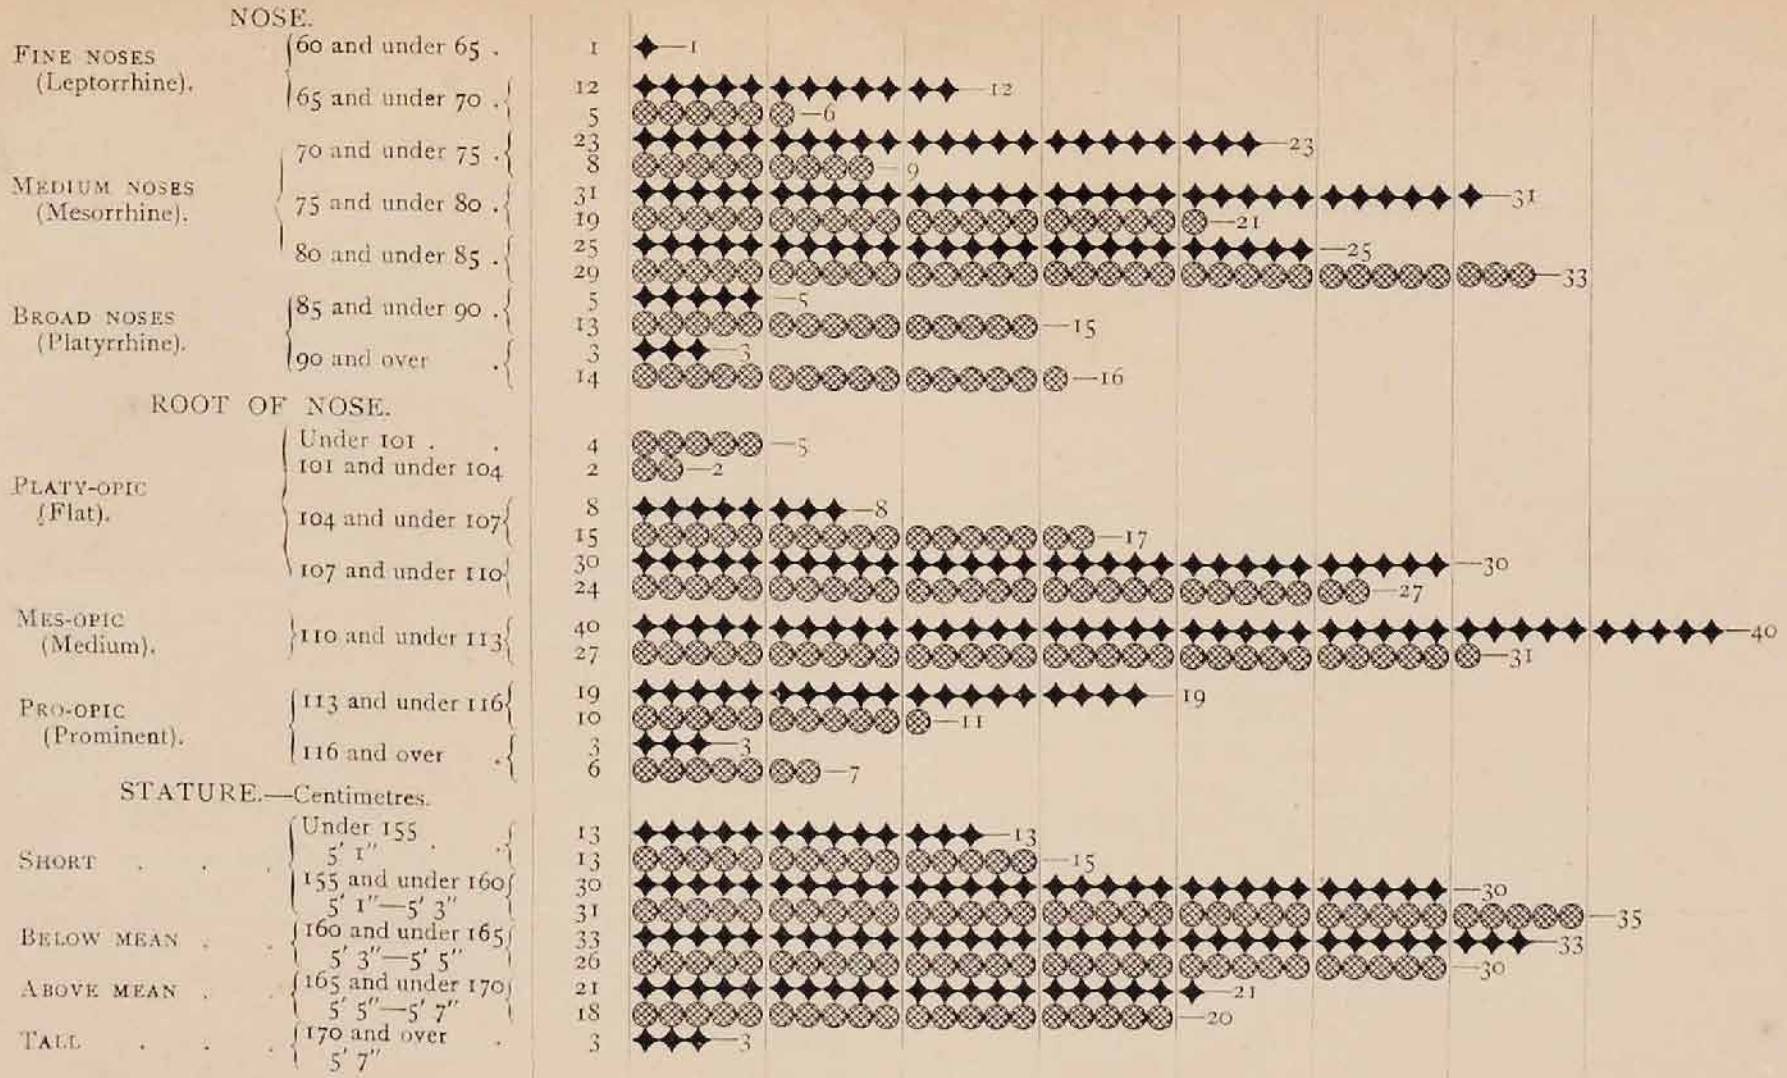 NOSE.
FINE NOSES (Leptorrhine).
60 and under 65 . 1 —1
65 and under 70 . 12 —12
5 —6
MEDIUM NOSES (Mesorrhine).
70 and under 75 . 23 —23
8 —9
75 and under 80 . 31 —31
19 —21
80 and under 85 . 25 —25
29 —33
BROAD NOSES (Platyrrhine).
85 and under 90 . 5 —5
13 —15
90 and over . 3 —3
14 —16
ROOT OF NOSE.
PLATY-OPIC (Flat).
Under 101 . . 4 —5
101 and under 104 2 —2
104 and under 107 8 —8
15 —17
107 and under 110 30 —30
24 —27
MES-OPIC (Medium).
110 and under 113 40 —40
27 —31
PRO-OPIC (Prominent).
113 and under 116 19 —19
10 —11
116 and over . 3 —3
6 —7
STATURE.—Centimetres.
SHORT . . .
Under 155 . . 13 —13
5' 1" 13 —15
155 and under 160 30 —30
5' 1"—5' 3" 31 —35
BELOW MEAN . .
160 and under 165 33 —33
5' 3"—5' 5" 26 —30
ABOVE MEAN . .
165 and under 170 21 —21
5' 5"—5' 7" 18 —20
TALL . . .
170 and over . 3 —3
5' 7"